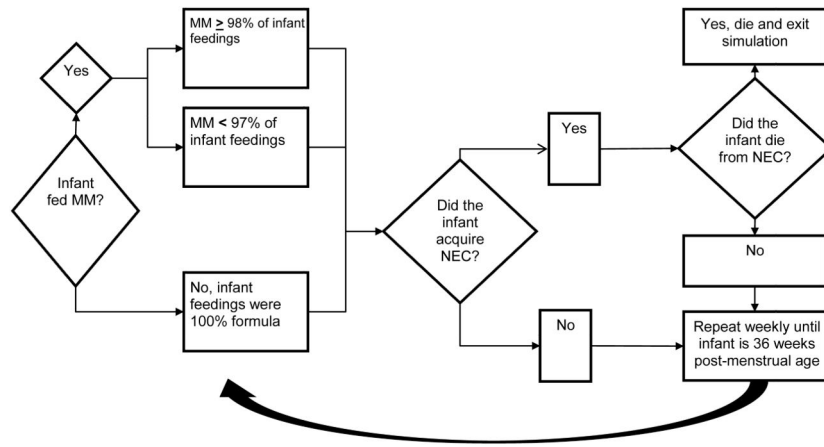 Yes
Infant
fed MM?
MM ≥ 98% of infant
feedings
MM < 97% of
infant feedings
No, infant
feedings were
100% formula
Did the
infant
acquire
NEC?
Yes
No
Yes, die and exit
simulation
Did the
infant die
from NEC?
No
Repeat weekly until
infant is 36 weeks
post-menstrual age